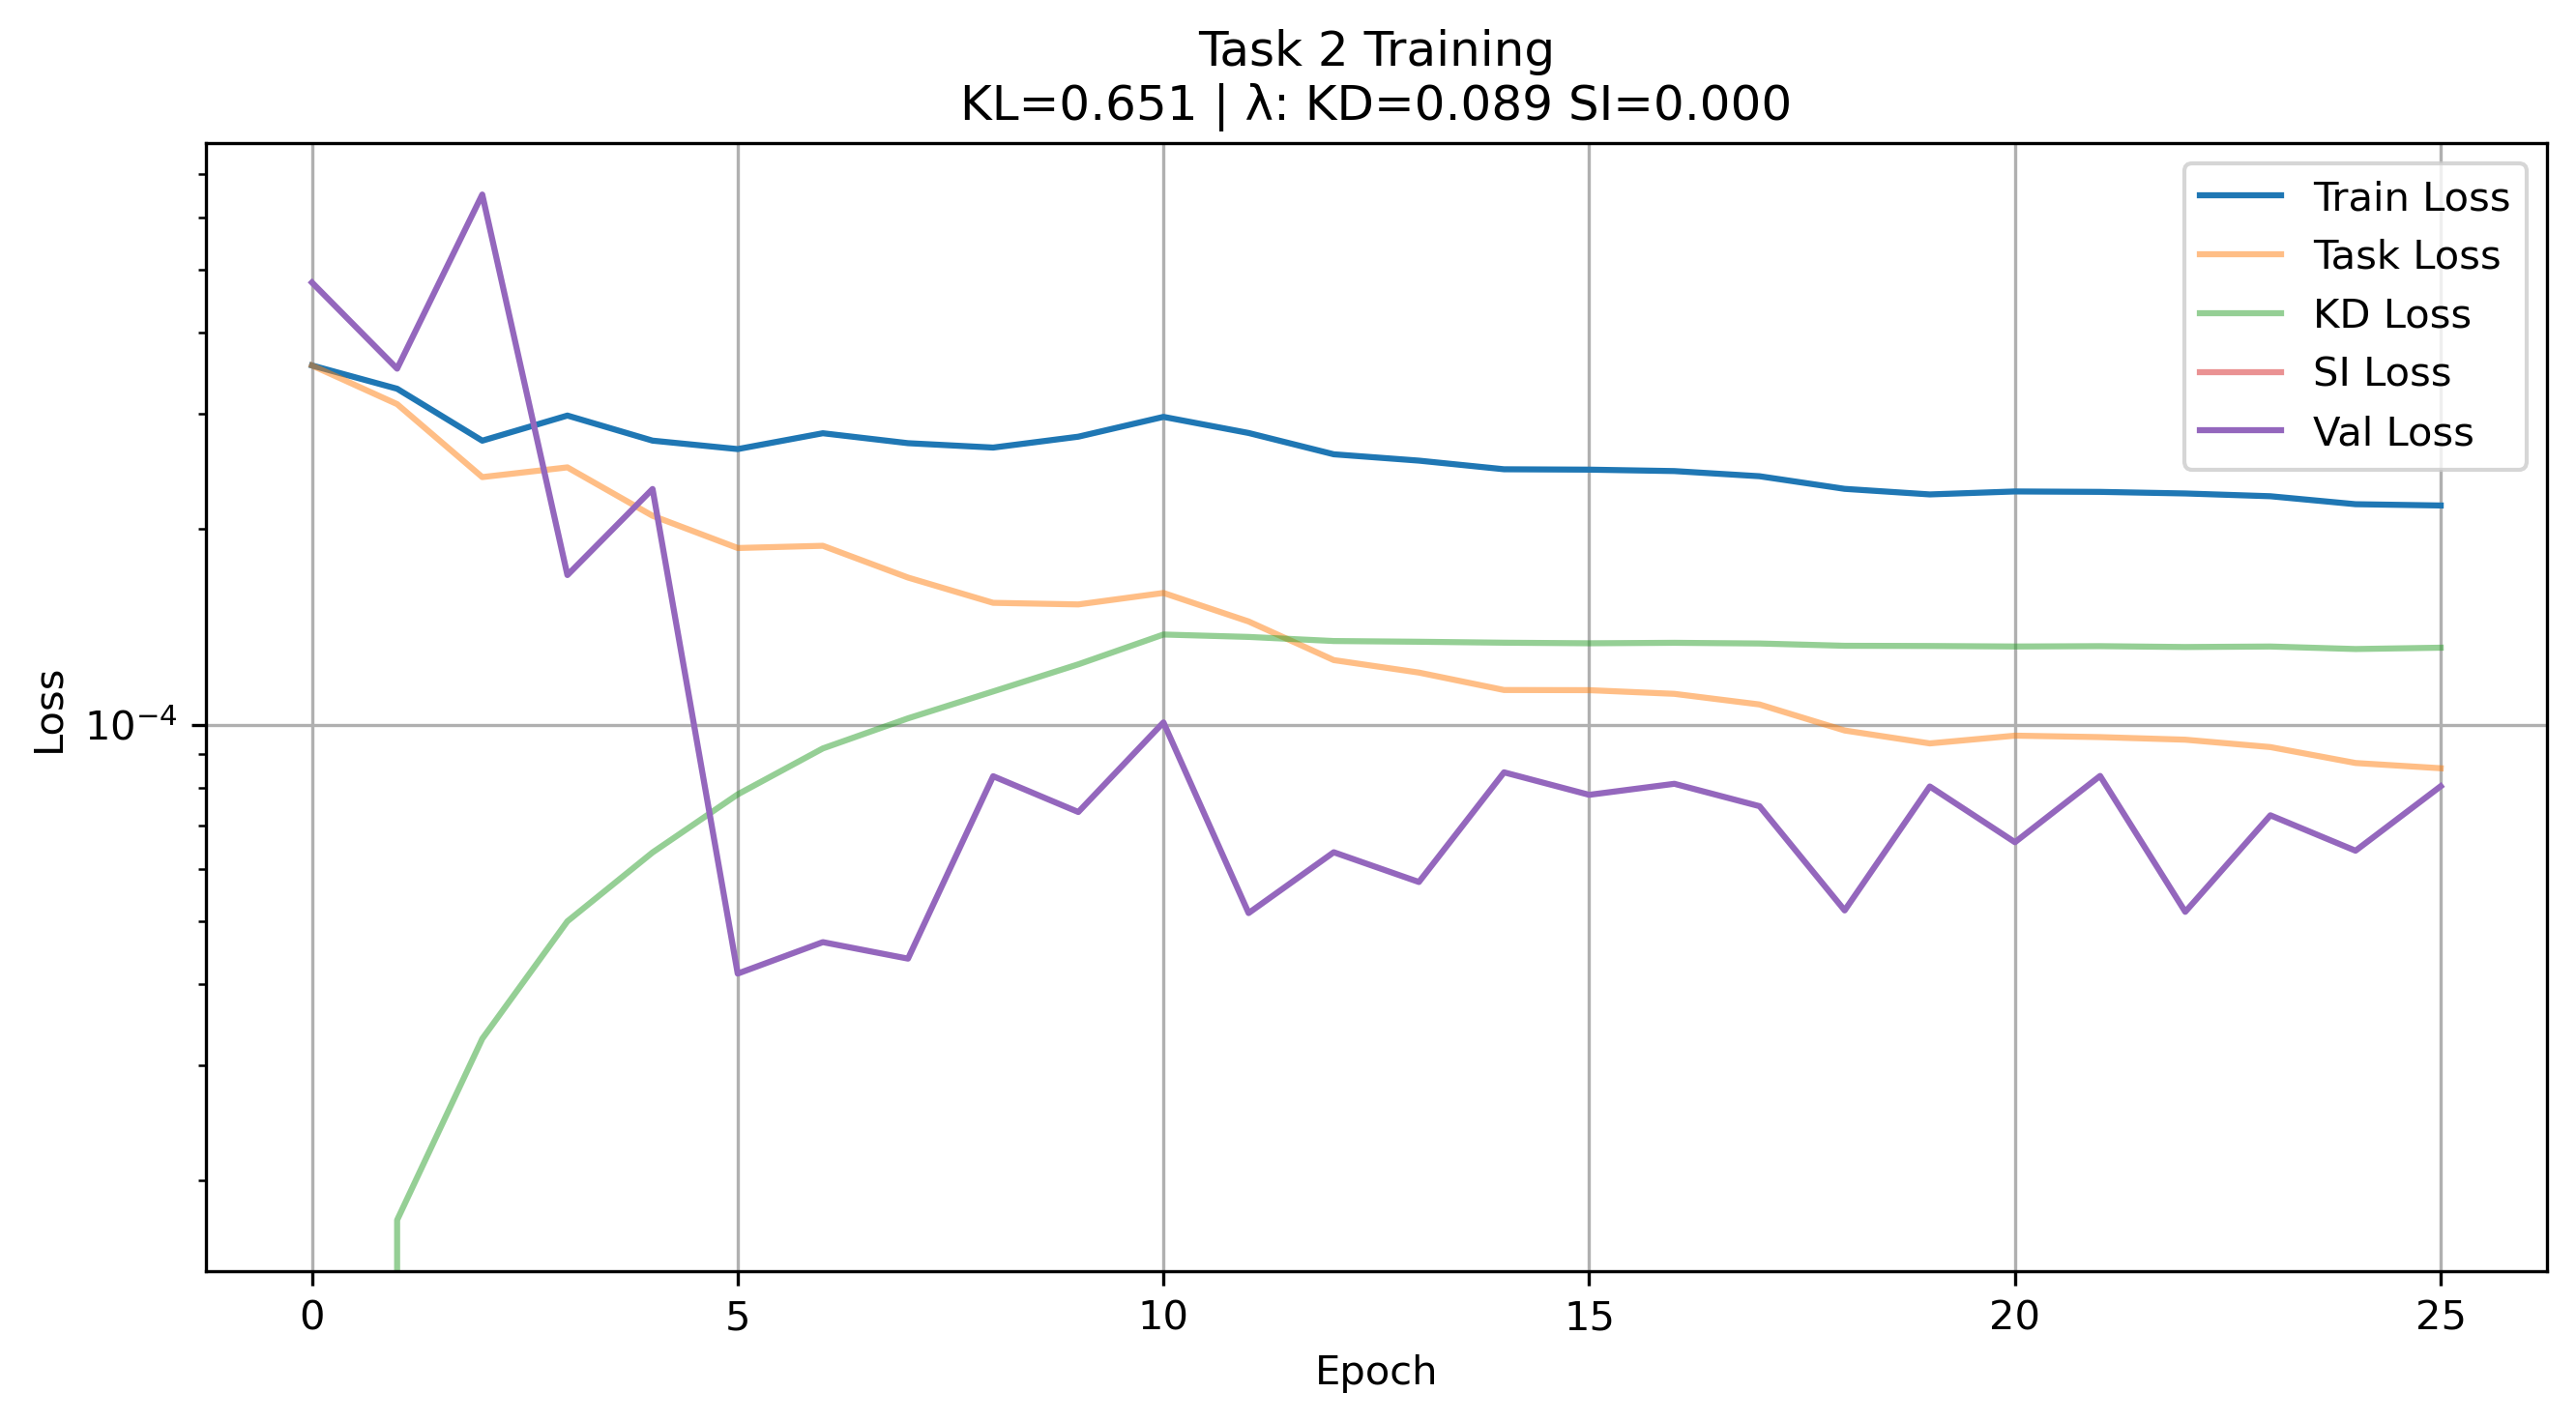 Task 2 Training
KL=0.651 | λ: KD=0.089 SI=0.000
Train Loss
Task Loss
KD Loss
SI Loss
Val Loss
Loss
10⁻⁴
0 5 10 15 20 25
Epoch